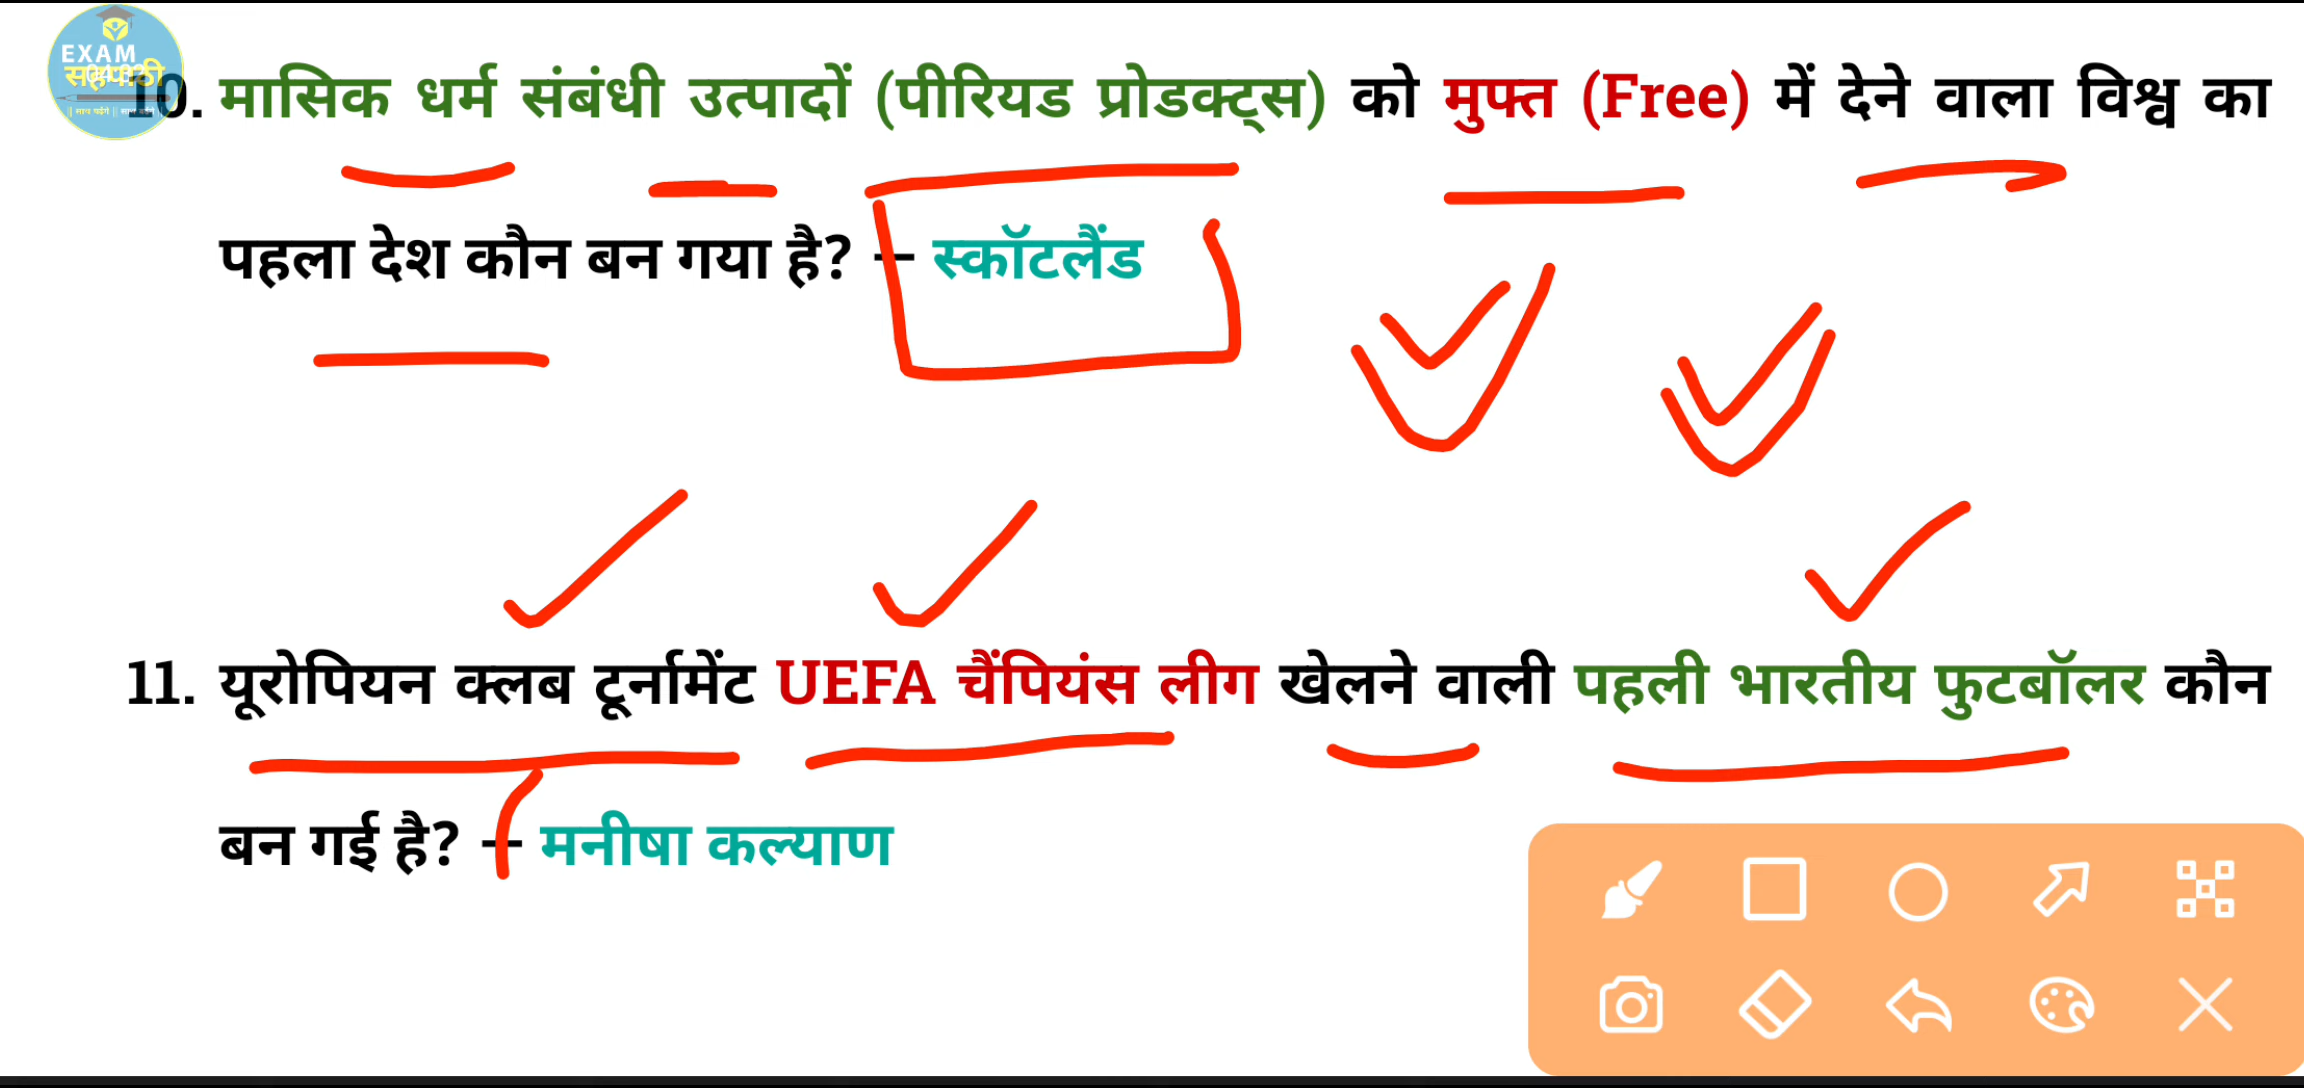 EXAM
सहपाठी
10. मासिक धर्म संबंधी उत्पादों (पीरियड प्रोडक्ट्स) को मुफ्त (Free) में देने वाला विश्व का
पहला देश कौन बन गया है? – स्कॉटलैंड
11. यूरोपियन क्लब टूर्नामेंट UEFA चैंपियंस लीग खेलने वाली पहली भारतीय फुटबॉलर कौन
बन गई है? – मनीषा कल्याण